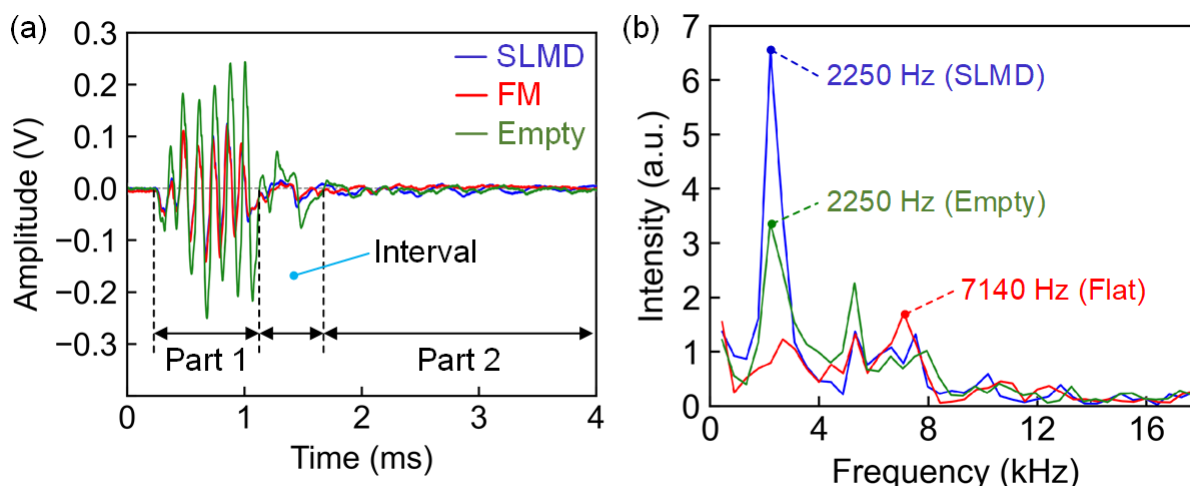 (a)
0.3
0.2
0.1
0.0
−0.1
−0.2
−0.3
Amplitude (V)
SLMD
FM
Empty
Interval
Part 1
Part 2
0
1
2
3
4
Time (ms)
(b)
7
6
5
4
3
2
1
0
Intensity (a.u.)
2250 Hz (SLMD)
2250 Hz (Empty)
7140 Hz (Flat)
0
4
8
12
16
Frequency (kHz)